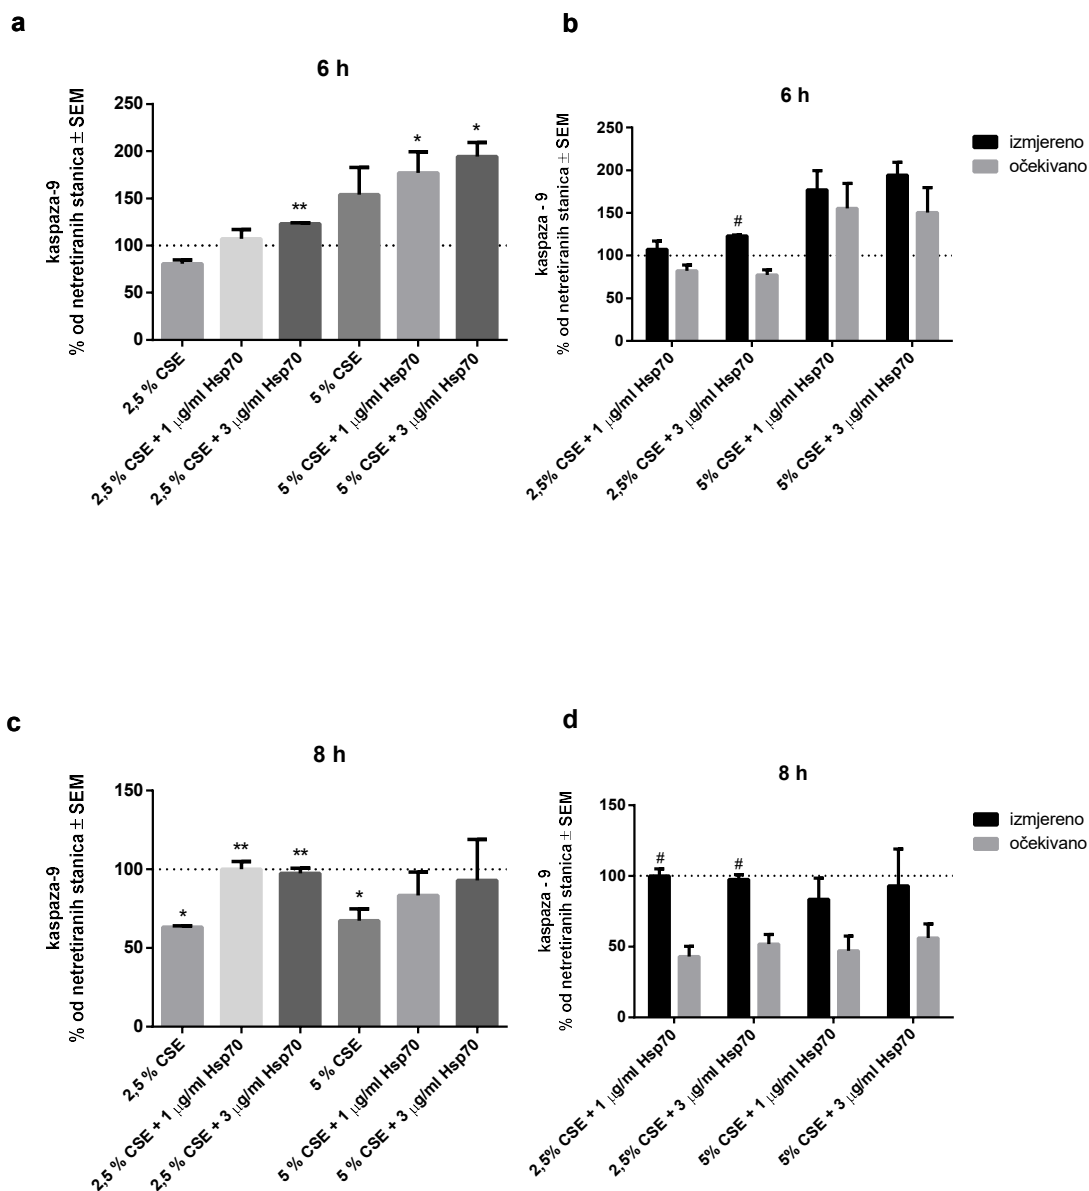 a
6 h
kaspaza-9
% od netretiranih stanica ± SEM
250
200
150
100
50
0
**
*
*
2,5 % CSE
2,5 % CSE + 1 μg/ml Hsp70
2,5 % CSE + 3 μg/ml Hsp70
5 % CSE
5 % CSE + 1 μg/ml Hsp70
5 % CSE + 3 μg/ml Hsp70
b
6 h
kaspaza - 9
% od netretiranih stanica ± SEM
250
200
150
100
50
0
#
izmjereno
očekivano
2,5% CSE + 1 μg/ml Hsp70
2,5% CSE + 3 μg/ml Hsp70
5% CSE + 1 μg/ml Hsp70
5% CSE + 3 μg/ml Hsp70
c
8 h
kaspaza-9
% od netretiranih stanica ± SEM
150
100
50
0
*
**
**
*
2,5 % CSE
2,5 % CSE + 1 μg/ml Hsp70
2,5 % CSE + 3 μg/ml Hsp70
5 % CSE
5 % CSE + 1 μg/ml Hsp70
5 % CSE + 3 μg/ml Hsp70
d
8 h
kaspaza - 9
% od netretiranih stanica ± SEM
150
100
50
0
#
#
izmjereno
očekivano
2,5% CSE + 1 μg/ml Hsp70
2,5% CSE + 3 μg/ml Hsp70
5% CSE + 1 μg/ml Hsp70
5% CSE + 3 μg/ml Hsp70